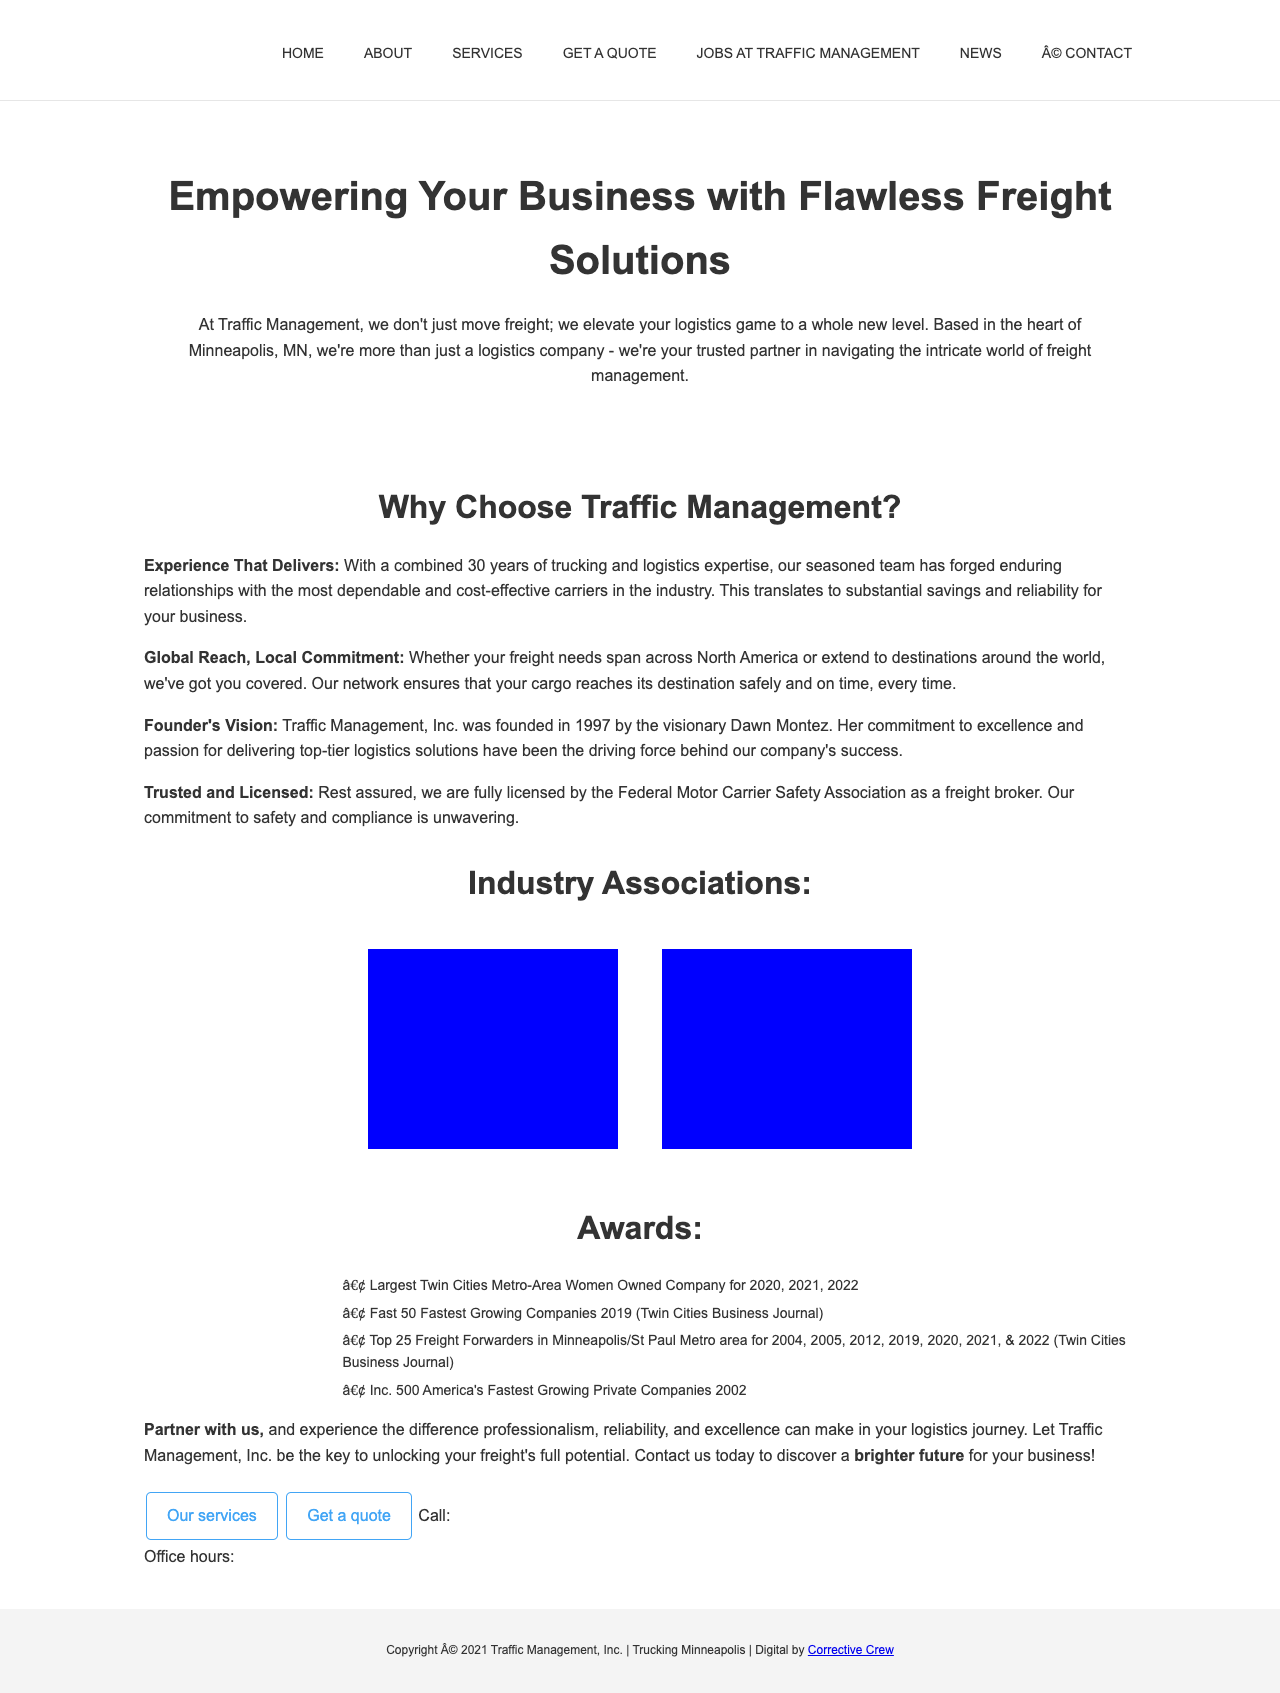 HOME ABOUT SERVICES GET A QUOTE JOBS AT TRAFFIC MANAGEMENT NEWS Â© CONTACT
Empowering Your Business with Flawless Freight
Solutions
At Traffic Management, we don't just move freight; we elevate your logistics game to a whole new level. Based in the heart of
Minneapolis, MN, we're more than just a logistics company - we're your trusted partner in navigating the intricate world of freight
management.
Why Choose Traffic Management?
Experience That Delivers: With a combined 30 years of trucking and logistics expertise, our seasoned team has forged enduring
relationships with the most dependable and cost-effective carriers in the industry. This translates to substantial savings and reliability for
your business.
Global Reach, Local Commitment: Whether your freight needs span across North America or extend to destinations around the world,
we've got you covered. Our network ensures that your cargo reaches its destination safely and on time, every time.
Founder's Vision: Traffic Management, Inc. was founded in 1997 by the visionary Dawn Montez. Her commitment to excellence and
passion for delivering top-tier logistics solutions have been the driving force behind our company's success.
Trusted and Licensed: Rest assured, we are fully licensed by the Federal Motor Carrier Safety Association as a freight broker. Our
commitment to safety and compliance is unwavering.
Industry Associations:
Awards:
â€¢ Largest Twin Cities Metro-Area Women Owned Company for 2020, 2021, 2022
â€¢ Fast 50 Fastest Growing Companies 2019 (Twin Cities Business Journal)
â€¢ Top 25 Freight Forwarders in Minneapolis/St Paul Metro area for 2004, 2005, 2012, 2019, 2020, 2021, & 2022 (Twin Cities
Business Journal)
â€¢ Inc. 500 America's Fastest Growing Private Companies 2002
Partner with us, and experience the difference professionalism, reliability, and excellence can make in your logistics journey. Let Traffic
Management, Inc. be the key to unlocking your freight's full potential. Contact us today to discover a brighter future for your business!
Our services Get a quote Call:
Office hours:
Copyright Â© 2021 Traffic Management, Inc. | Trucking Minneapolis | Digital by Corrective Crew